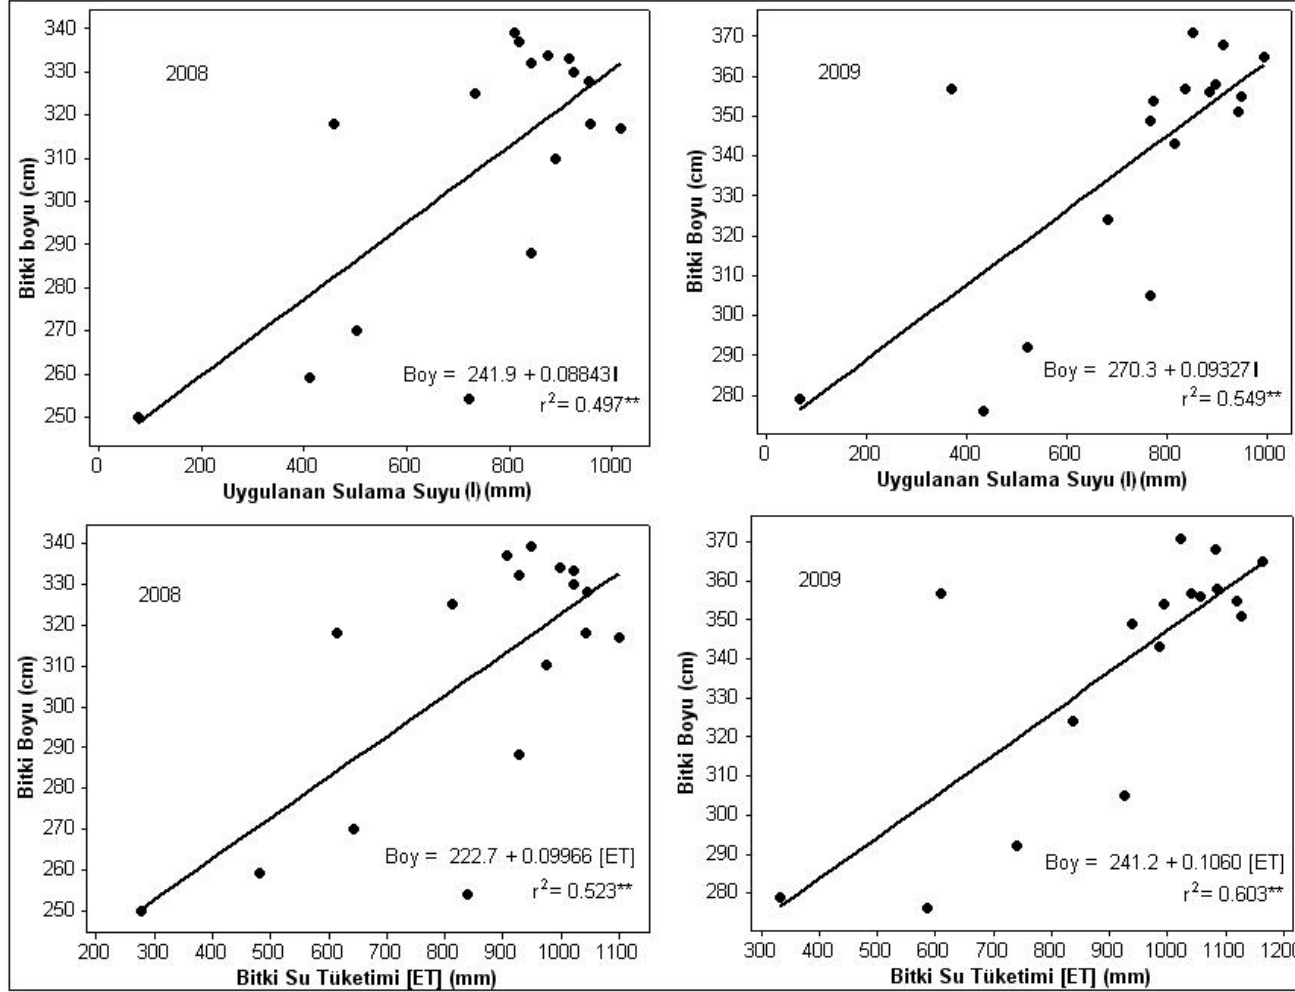 340
330
320
310
300
290
280
270
260
250
Bitki boyu (cm)
2008
Boy = 241.9 + 0.08843 I
r²= 0.497**
0 200 400 600 800 1000
Uygulanan Sulama Suyu (I) (mm)
370
360
350
340
330
320
310
300
290
280
Bitki Boyu (cm)
2009
Boy = 270.3 + 0.09327 I
r²= 0.549**
0 200 400 600 800 1000
Uygulanan Sulama Suyu (I) (mm)
340
330
320
310
300
290
280
270
260
250
Bitki Boyu (cm)
2008
Boy = 222.7 + 0.09966 [ET]
r²= 0.523**
200 300 400 500 600 700 800 900 1000 1100
Bitki Su Tüketimi [ET] (mm)
370
360
350
340
330
320
310
300
290
280
Bitki Boyu (cm)
2009
Boy = 241.2 + 0.1060 [ET]
r²= 0.603**
300 400 500 600 700 800 900 1000 1100 1200
Bitki Su Tüketimi [ET] (mm)